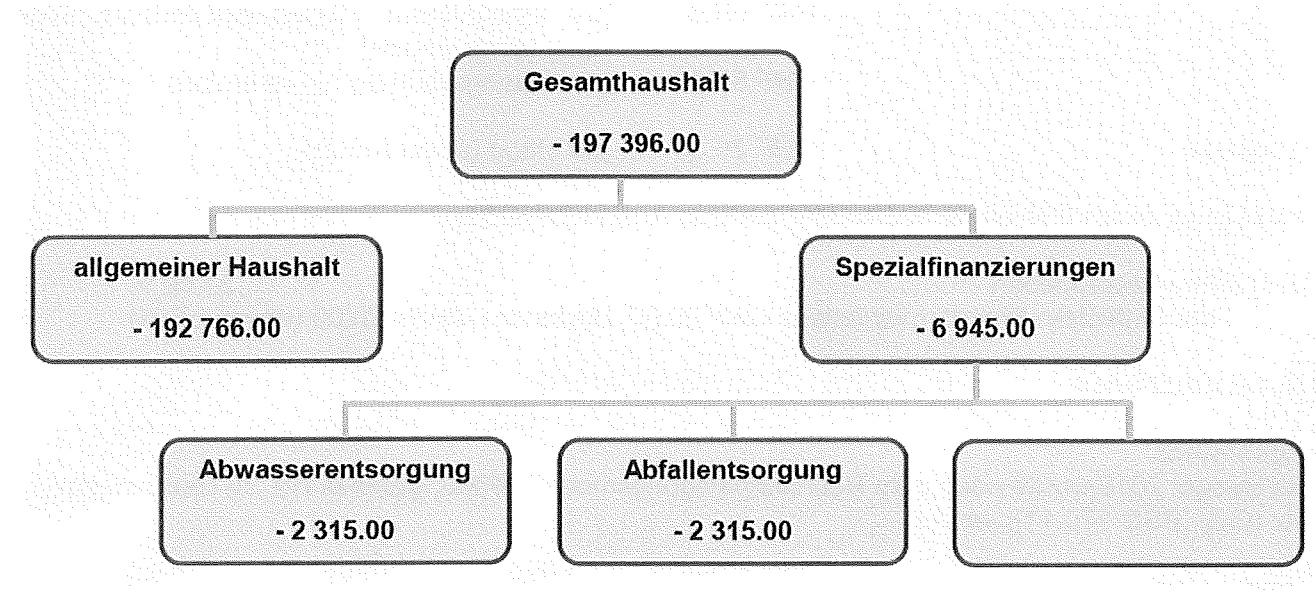 Gesamthaushalt
- 197 396.00
allgemeiner Haushalt
- 192 766.00
Spezialfinanzierungen
- 6 945.00
Abwasserentsorgung
- 2 315.00
Abfallentsorgung
- 2 315.00